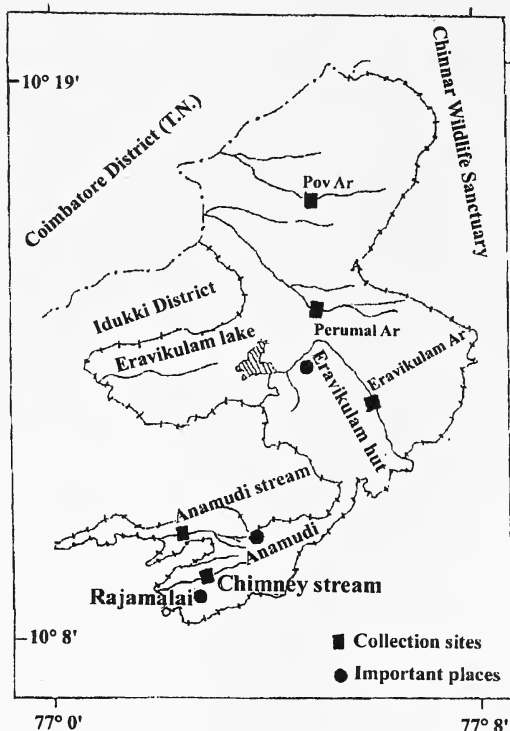 10° 19'
Chinnar Wildlife Sanctuary
Coimbatore District (T.N.)
Pov Ar
Idukki District
Perumal Ar
Eravikulam lake
Eravikulam Ar
Eravikulam hut
Anamudi stream
Anamudi
Chimney stream
Rajamalai
10° 8'
Collection sites
Important places
77° 0'
77° 8'